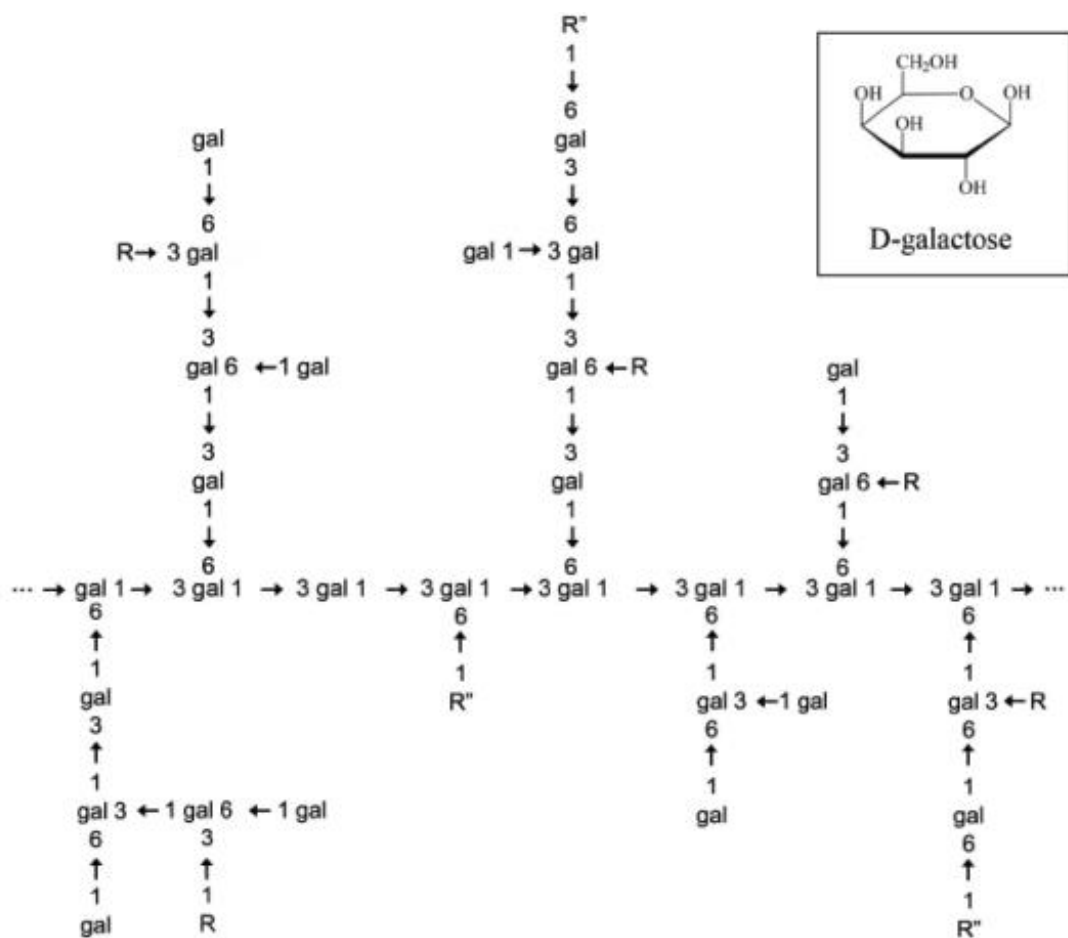 R"
1
6
gal
3
6
gal 1 → 3 gal
1
3
gal 6 ← R
1
3
gal
1
6
gal
1
6
R → 3 gal
1
3
gal 6 ← 1 gal
1
3
gal
1
6
gal
1
3
gal 6 ← R
1
6
CH₂OH
OH O OH
OH
OH
D-galactose
··· → gal 1 → 3 gal 1 → 3 gal 1 → 3 gal 1 → 3 gal 1 → 3 gal 1 → 3 gal 1 → 3 gal 1 → ···
6
1
gal
3
1
gal 3 ← 1 gal 6 ← 1 gal
6 3
1 1
gal R
6
1
R"
6
1
gal 3 ← 1 gal
6
1
gal
6
1
gal 3 ← R
6
1
gal
6
1
R"